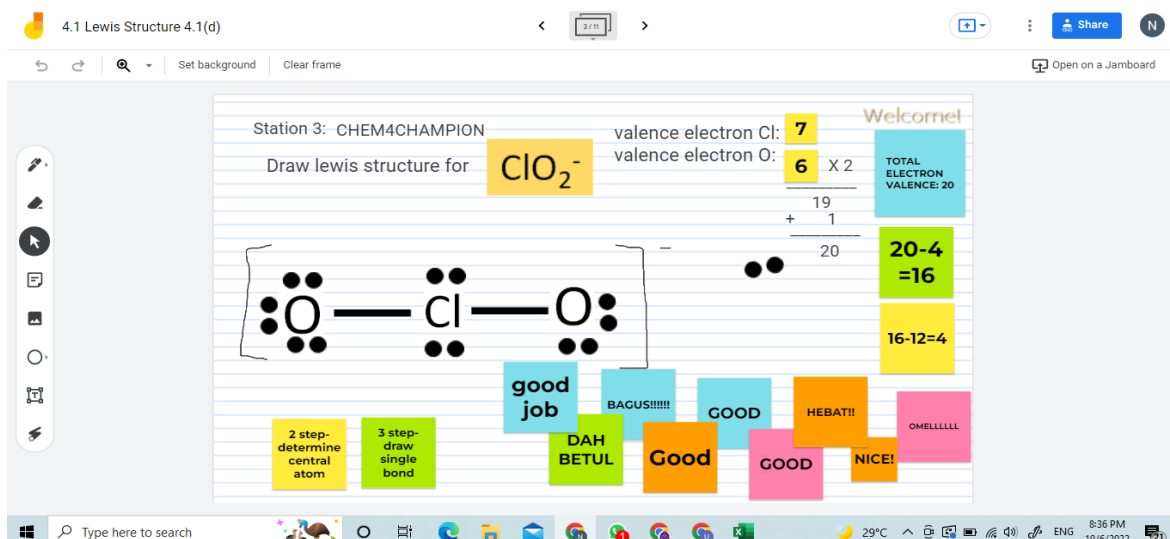 4.1 Lewis Structure 4.1(d)
3 / 11
Share
N
Set background
Clear frame
Open on a Jamboard
Welcome!
Station 3: CHEM4CHAMPION
Draw lewis structure for
ClO₂⁻
valence electron Cl: 7
valence electron O: 6 X 2
19
+ 1
20
TOTAL
ELECTRON
VALENCE: 20
20-4
=16
16-12=4
O — Cl — O
−
good
job
BAGUS!!!!!!
GOOD
HEBAT!!
OMELLLLLL
DAH
BETUL
Good
GOOD
NICE!
2 step-
determine
central
atom
3 step-
draw
single
bond
Type here to search
29°C
ENG
8:36 PM